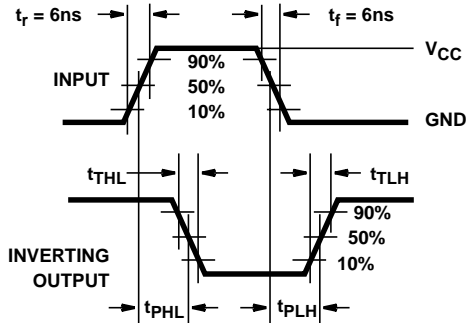 tr = 6ns
tf = 6ns
VCC
90%
INPUT
50%
10%
GND
tTHL
tTLH
90%
50%
INVERTING
OUTPUT
10%
tPHL
tPLH